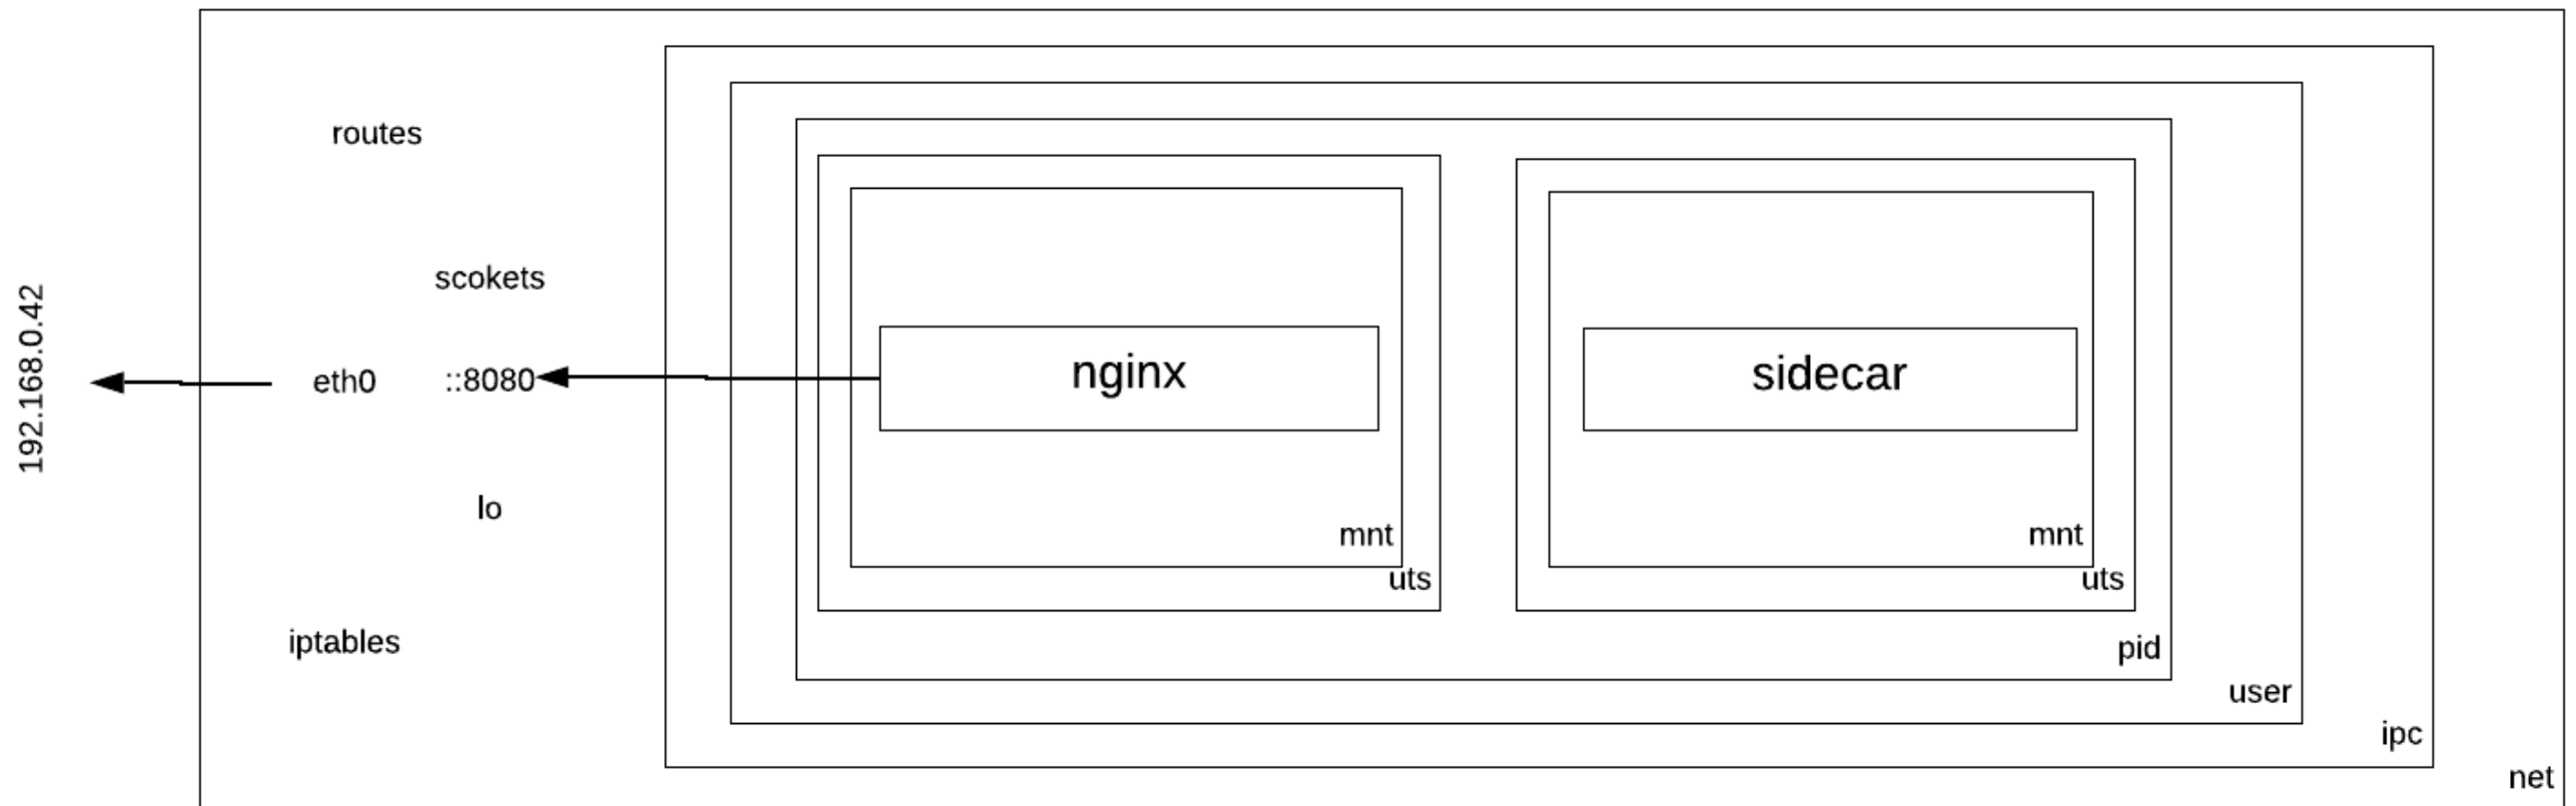 routes
scokets
192.168.0.42
eth0
::8080
nginx
sidecar
lo
mnt
mnt
uts
uts
iptables
pid
user
ipc
net